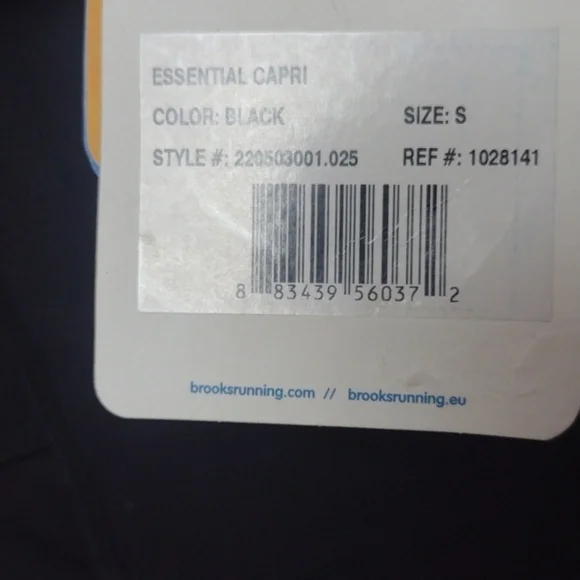 ESSENTIAL CAPRI
COLOR: BLACK SIZE: S
STYLE #: 220503001.025 REF #: 1028141
8 83439 56037 2
brooksrunning.com // brooksrunning.eu